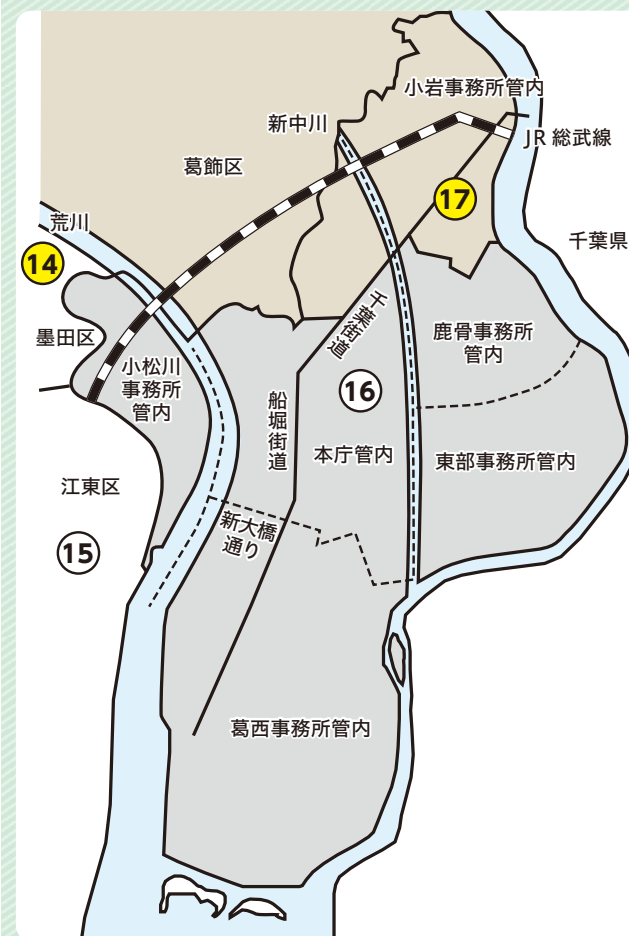 小岩事務所管内
新中川
JR 総武線
葛飾区
17
荒川
14
千葉県
墨田区
小松川
事務所
管内
千葉街道
鹿骨事務所
管内
16
船堀街道
本庁管内
東部事務所管内
江東区
新大橋
通り
15
葛西事務所管内